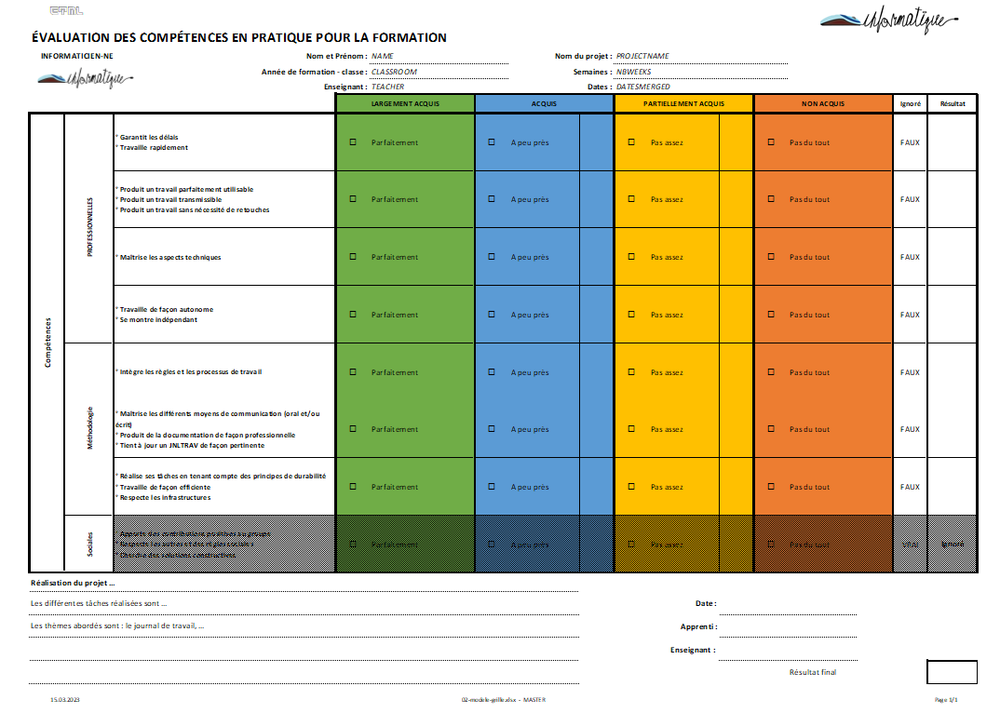 ETML
informatique
ÉVALUATION DES COMPÉTENCES EN PRATIQUE POUR LA FORMATION
INFORMATICIEN-NE
Nom et Prénom : NAME
Nom du projet : PROJECTNAME
informatique
Année de formation - classe : CLASSROOM
Semaines : NBWEEKS
Enseignant : TEACHER
Dates : DATESMERGED
LARGEMENT ACQUIS ACQUIS PARTIELLEMENT ACQUIS NON ACQUIS Ignoré Résultat
Compétences
PROFESSIONNELLES
° Garantit les délais
° Travaille rapidement
☐ Parfaitement ☐ A peu près ☐ Pas assez ☐ Pas du tout FAUX
° Produit un travail parfaitement utilisable
° Produit un travail transmissible
° Produit un travail sans nécessité de retouches
☐ Parfaitement ☐ A peu près ☐ Pas assez ☐ Pas du tout FAUX
° Maîtrise les aspects techniques
☐ Parfaitement ☐ A peu près ☐ Pas assez ☐ Pas du tout FAUX
° Travaille de façon autonome
° Se montre indépendant
☐ Parfaitement ☐ A peu près ☐ Pas assez ☐ Pas du tout FAUX
Méthodologie
° Intègre les règles et les processus de travail
☐ Parfaitement ☐ A peu près ☐ Pas assez ☐ Pas du tout FAUX
° Maîtrise les différents moyens de communication (oral et/ou
écrit)
° Produit de la documentation de façon professionnelle
° Tient à jour un JNLTRAV de façon pertinente
☐ Parfaitement ☐ A peu près ☐ Pas assez ☐ Pas du tout FAUX
° Réalise ses tâches en tenant compte des principes de durabilité
° Travaille de façon efficiente
° Respecte les infrastructures
☐ Parfaitement ☐ A peu près ☐ Pas assez ☐ Pas du tout FAUX
Sociales
☐ Parfaitement ☐ A peu près ☐ Pas assez ☐ Pas du tout
Réalisation du projet ...
Les différentes tâches réalisées sont ...
Date :
Les thèmes abordés sont : le journal de travail, ...
Apprenti :
Enseignant :
Résultat final
15.03.2023
02-modele-grille.xlsx - MASTER
Page 1/1